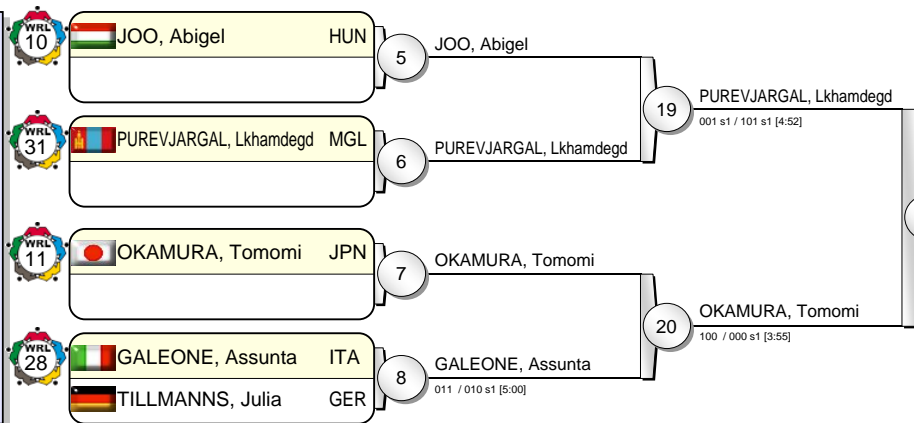 WRL
10
JOO, Abigel HUN
5
JOO, Abigel
19
PUREVJARGAL, Lkhamdegd
001 s1 / 101 s1 [4:52]
WRL
31
PUREVJARGAL, Lkhamdegd MGL
6
PUREVJARGAL, Lkhamdegd
WRL
11
OKAMURA, Tomomi JPN
7
OKAMURA, Tomomi
20
OKAMURA, Tomomi
100 / 000 s1 [3:55]
WRL
28
GALEONE, Assunta ITA
TILLMANNS, Julia GER
8
GALEONE, Assunta
011 / 010 s1 [5:00]